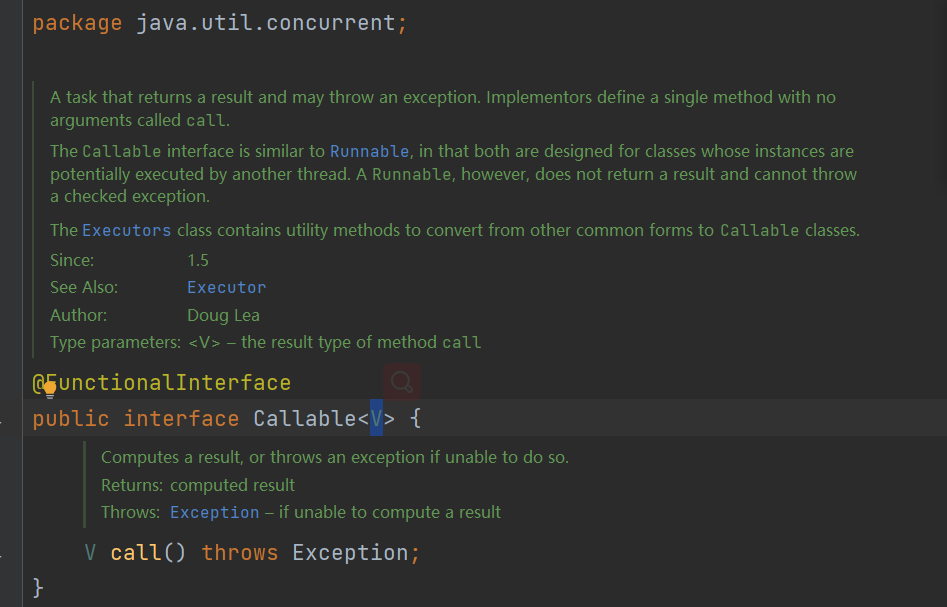 package java.util.concurrent;
A task that returns a result and may throw an exception. Implementors define a single method with no
arguments called call.
The Callable interface is similar to Runnable, in that both are designed for classes whose instances are
potentially executed by another thread. A Runnable, however, does not return a result and cannot throw
a checked exception.
The Executors class contains utility methods to convert from other common forms to Callable classes.
Since: 1.5
See Also: Executor
Author: Doug Lea
Type parameters: <V> – the result type of method call
@FunctionalInterface
public interface Callable<V> {
Computes a result, or throws an exception if unable to do so.
Returns: computed result
Throws: Exception – if unable to compute a result
V call() throws Exception;
}